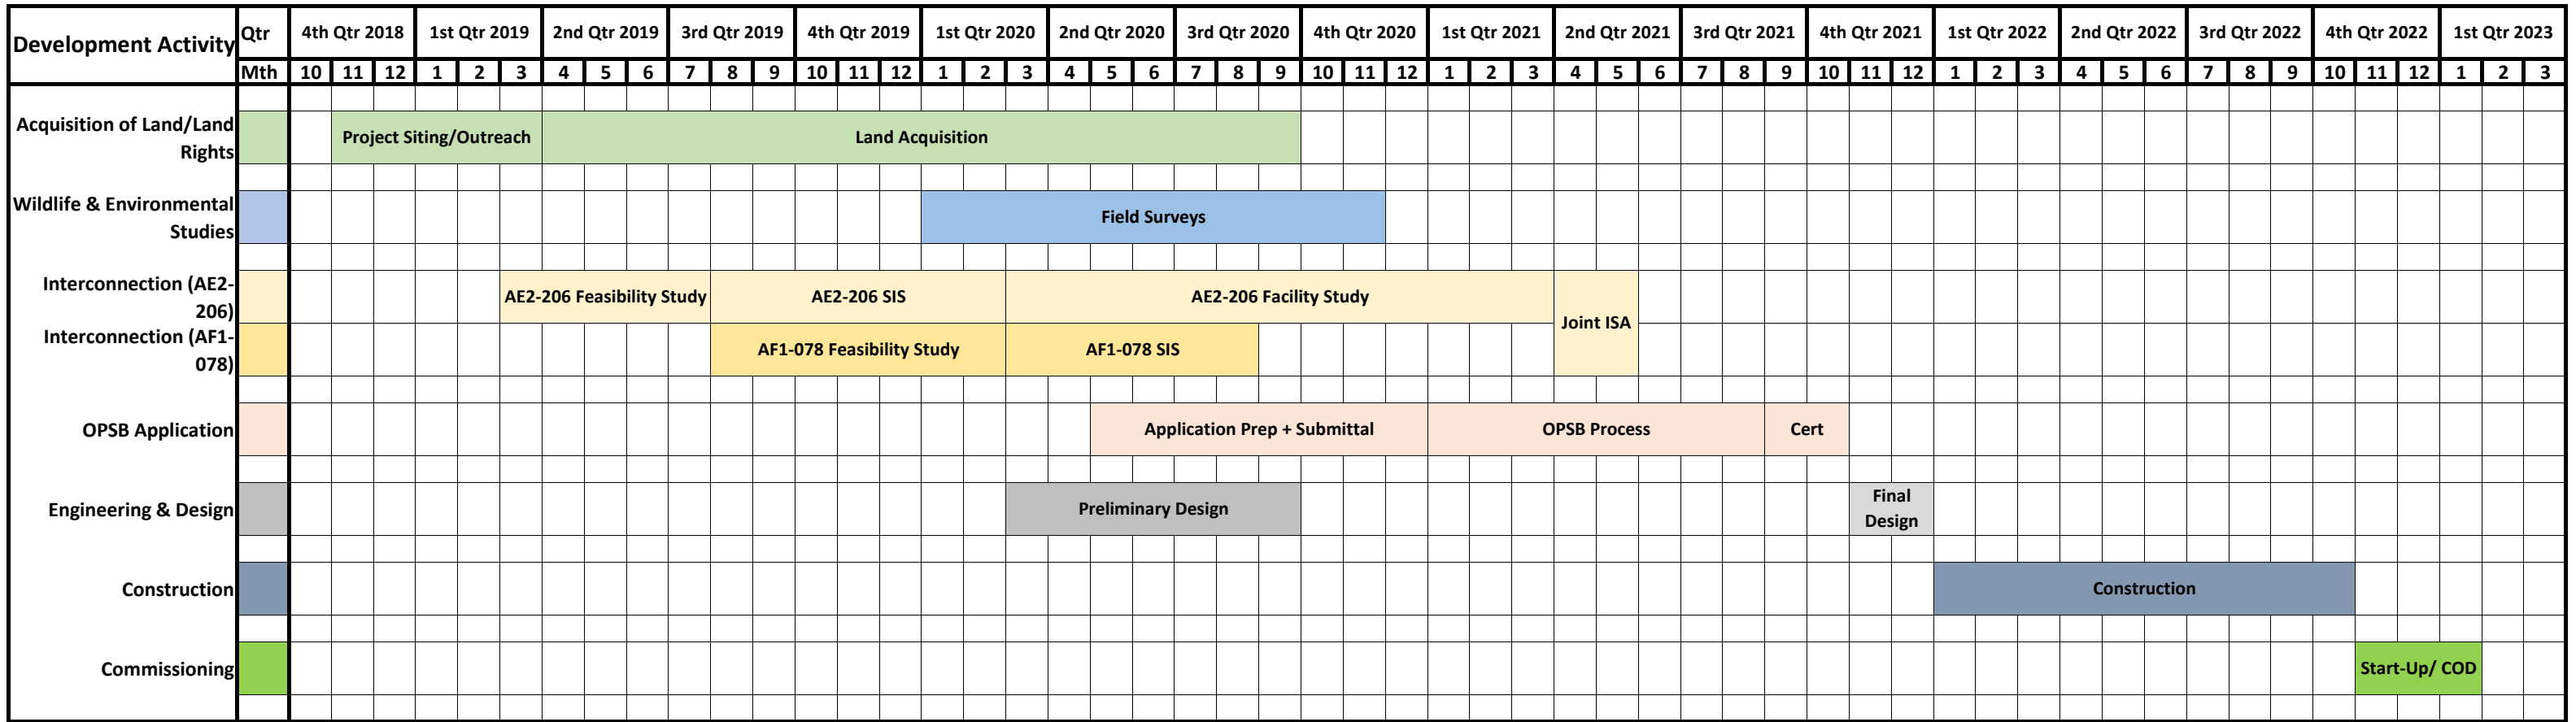 Development Activity Qtr 4th Qtr 2018 1st Qtr 2019 2nd Qtr 2019 3rd Qtr 2019 4th Qtr 2019 1st Qtr 2020 2nd Qtr 2020 3rd Qtr 2020 4th Qtr 2020 1st Qtr 2021 2nd Qtr 2021 3rd Qtr 2021 4th Qtr 2021 1st Qtr 2022 2nd Qtr 2022 3rd Qtr 2022 4th Qtr 2022 1st Qtr 2023
Mth 10 11 12 1 2 3 4 5 6 7 8 9 10 11 12 1 2 3 4 5 6 7 8 9 10 11 12 1 2 3 4 5 6 7 8 9 10 11 12 1 2 3 4 5 6 7 8 9 10 11 12 1 2 3
Acquisition of Land/Land
Rights
Project Siting/Outreach Land Acquisition
Wildlife & Environmental
Studies
Field Surveys
Interconnection (AE2-
206)
AE2-206 Feasibility Study AE2-206 SIS AE2-206 Facility Study
Joint ISA
Interconnection (AF1-
078)
AF1-078 Feasibility Study AF1-078 SIS
OPSB Application Application Prep + Submittal OPSB Process Cert
Engineering & Design Preliminary Design
Final
Design
Construction Construction
Commissioning Start-Up/ COD